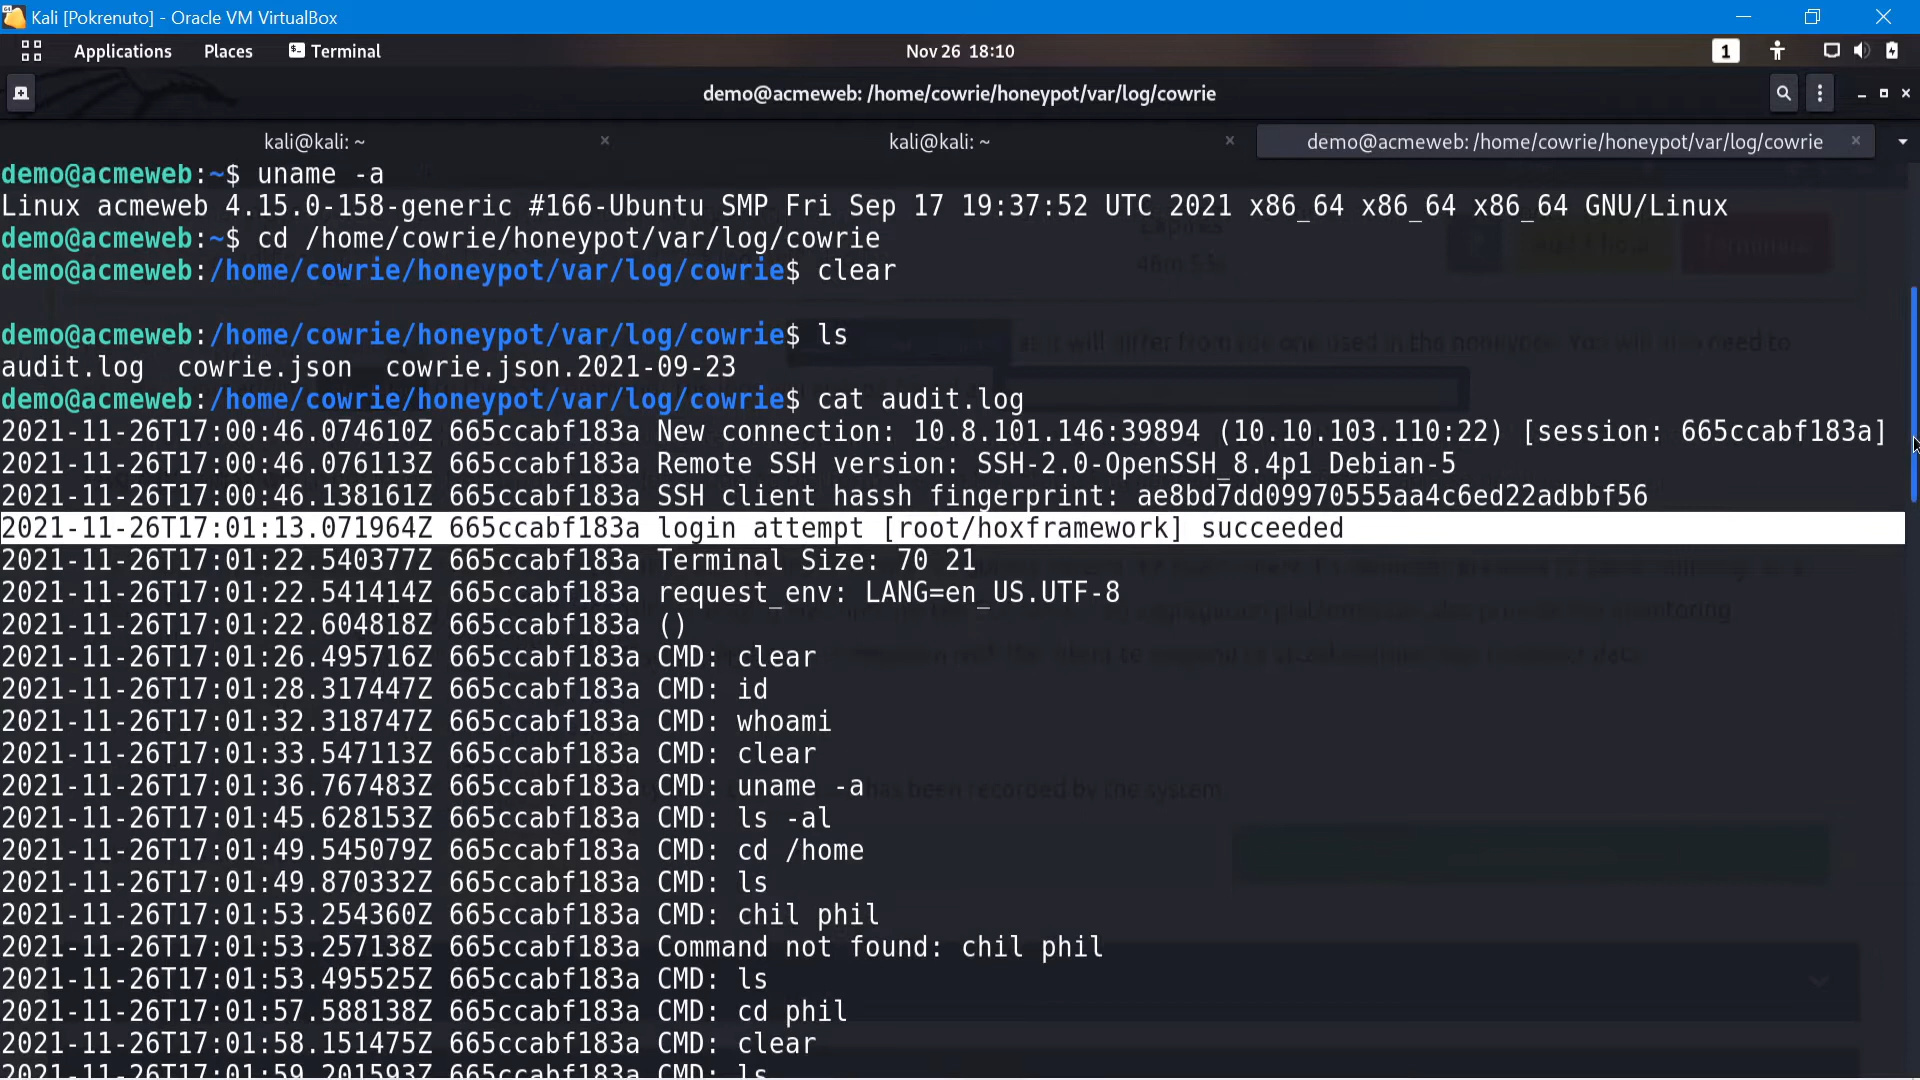 Kali [Pokrenuto] - Oracle VM VirtualBox
Applications Places Terminal Nov 26 18:10 1
demo@acmeweb: /home/cowrie/honeypot/var/log/cowrie
kali@kali: ~ kali@kali: ~ demo@acmeweb: /home/cowrie/honeypot/var/log/cowrie
demo@acmeweb:~$ uname -a
Linux acmeweb 4.15.0-158-generic #166-Ubuntu SMP Fri Sep 17 19:37:52 UTC 2021 x86_64 x86_64 x86_64 GNU/Linux
demo@acmeweb:~$ cd /home/cowrie/honeypot/var/log/cowrie
demo@acmeweb:/home/cowrie/honeypot/var/log/cowrie$ clear
demo@acmeweb:/home/cowrie/honeypot/var/log/cowrie$ ls
audit.log cowrie.json cowrie.json.2021-09-23
demo@acmeweb:/home/cowrie/honeypot/var/log/cowrie$ cat audit.log
2021-11-26T17:00:46.074610Z 665ccabf183a New connection: 10.8.101.146:39894 (10.10.103.110:22) [session: 665ccabf183a]
2021-11-26T17:00:46.076113Z 665ccabf183a Remote SSH version: SSH-2.0-OpenSSH_8.4p1 Debian-5
2021-11-26T17:00:46.138161Z 665ccabf183a SSH client hassh fingerprint: ae8bd7dd09970555aa4c6ed22adbbf56
2021-11-26T17:01:13.071964Z 665ccabf183a login attempt [root/hoxframework] succeeded
2021-11-26T17:01:22.540377Z 665ccabf183a Terminal Size: 70 21
2021-11-26T17:01:22.541414Z 665ccabf183a request_env: LANG=en_US.UTF-8
2021-11-26T17:01:22.604818Z 665ccabf183a ()
2021-11-26T17:01:26.495716Z 665ccabf183a CMD: clear
2021-11-26T17:01:28.317447Z 665ccabf183a CMD: id
2021-11-26T17:01:32.318747Z 665ccabf183a CMD: whoami
2021-11-26T17:01:33.547113Z 665ccabf183a CMD: clear
2021-11-26T17:01:36.767483Z 665ccabf183a CMD: uname -a
2021-11-26T17:01:45.628153Z 665ccabf183a CMD: ls -al
2021-11-26T17:01:49.545079Z 665ccabf183a CMD: cd /home
2021-11-26T17:01:49.870332Z 665ccabf183a CMD: ls
2021-11-26T17:01:53.254360Z 665ccabf183a CMD: chil phil
2021-11-26T17:01:53.257138Z 665ccabf183a Command not found: chil phil
2021-11-26T17:01:53.495525Z 665ccabf183a CMD: ls
2021-11-26T17:01:57.588138Z 665ccabf183a CMD: cd phil
2021-11-26T17:01:58.151475Z 665ccabf183a CMD: clear
2021-11-26T17:01:59.201593Z 665ccabf183a CMD: ls